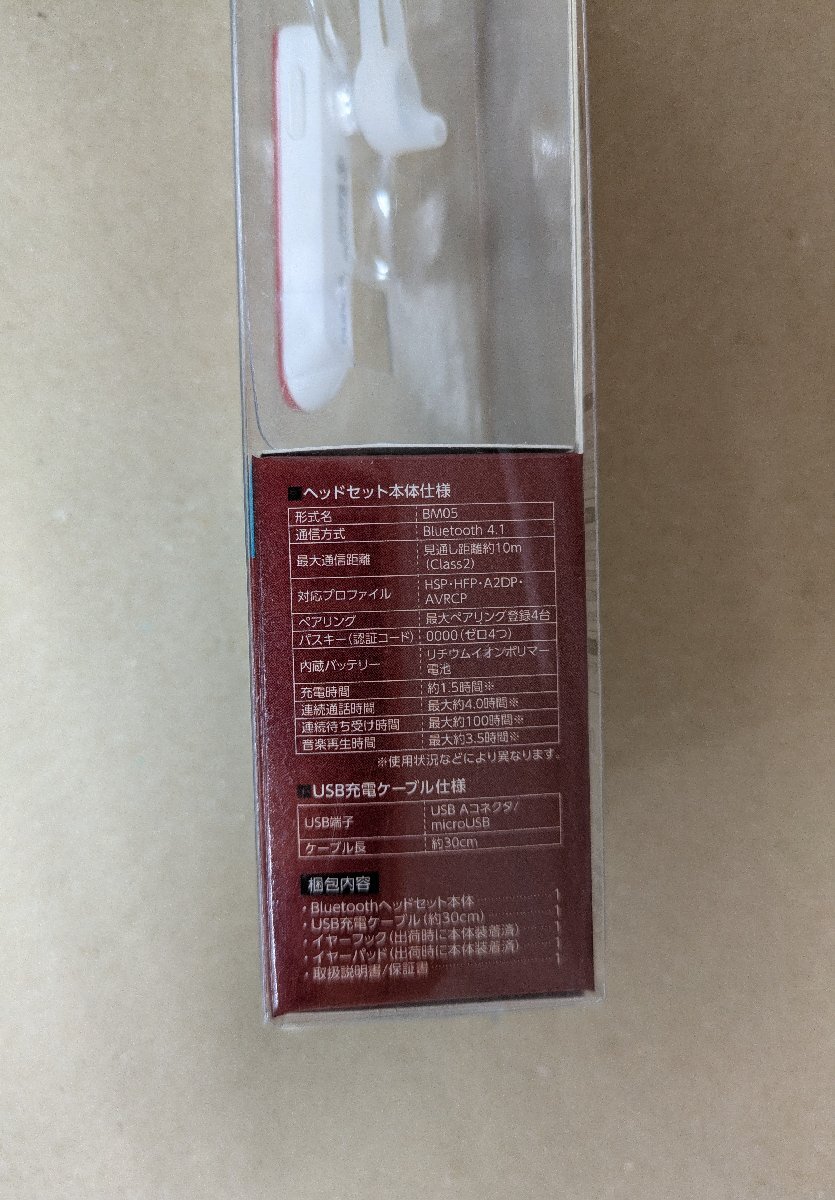 ヘッドセット本体仕様
形式名 BM05
通信方式 Bluetooth 4.1
最大通信距離 見通し距離約10m
(Class2)
対応プロファイル HSP・HFP・A2DP・
AVRCP
ペアリング 最大ペアリング登録4台
パスキー(認証コード) 0000(ゼロ4つ)
内蔵バッテリー リチウムイオンポリマー
電池
充電時間 約1.5時間※
連続通話時間 最大約4.0時間※
連続待ち受け時間 最大約100時間※
音楽再生時間 最大約3.5時間※
※使用状況などにより異なります。
USB充電ケーブル仕様
USB端子 USB Aコネクタ/
microUSB
ケーブル長 約30cm
梱包内容
・Bluetoothヘッドセット本体 1
・USB充電ケーブル(約30cm) 1
・イヤーフック(出荷時に本体装着済) 1
・イヤーパッド(出荷時に本体装着済) 1
・取扱説明書/保証書 1